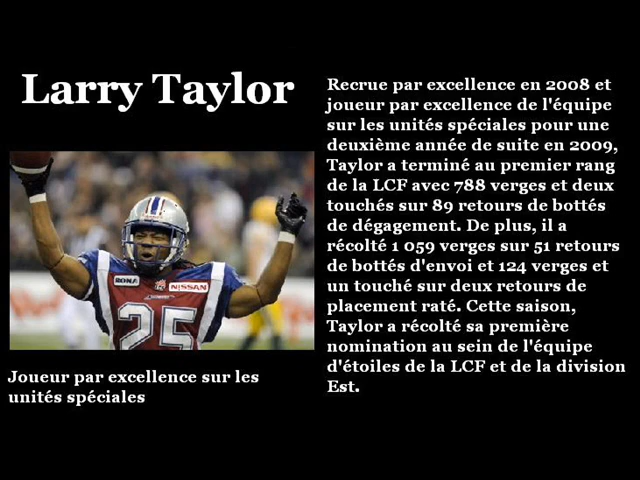 Larry Taylor
Recrue par excellence en 2008 et
joueur par excellence de l'équipe
sur les unités spéciales pour une
deuxième année de suite en 2009,
Taylor a terminé au premier rang
de la LCF avec 788 verges et deux
touchés sur 89 retours de bottés
de dégagement. De plus, il a
récolté 1 059 verges sur 51 retours
de bottés d'envoi et 124 verges et
un touché sur deux retours de
placement raté. Cette saison,
Taylor a récolté sa première
nomination au sein de l'équipe
d'étoiles de la LCF et de la division
Est.
RONA
NISSAN
25
Joueur par excellence sur les
unités spéciales